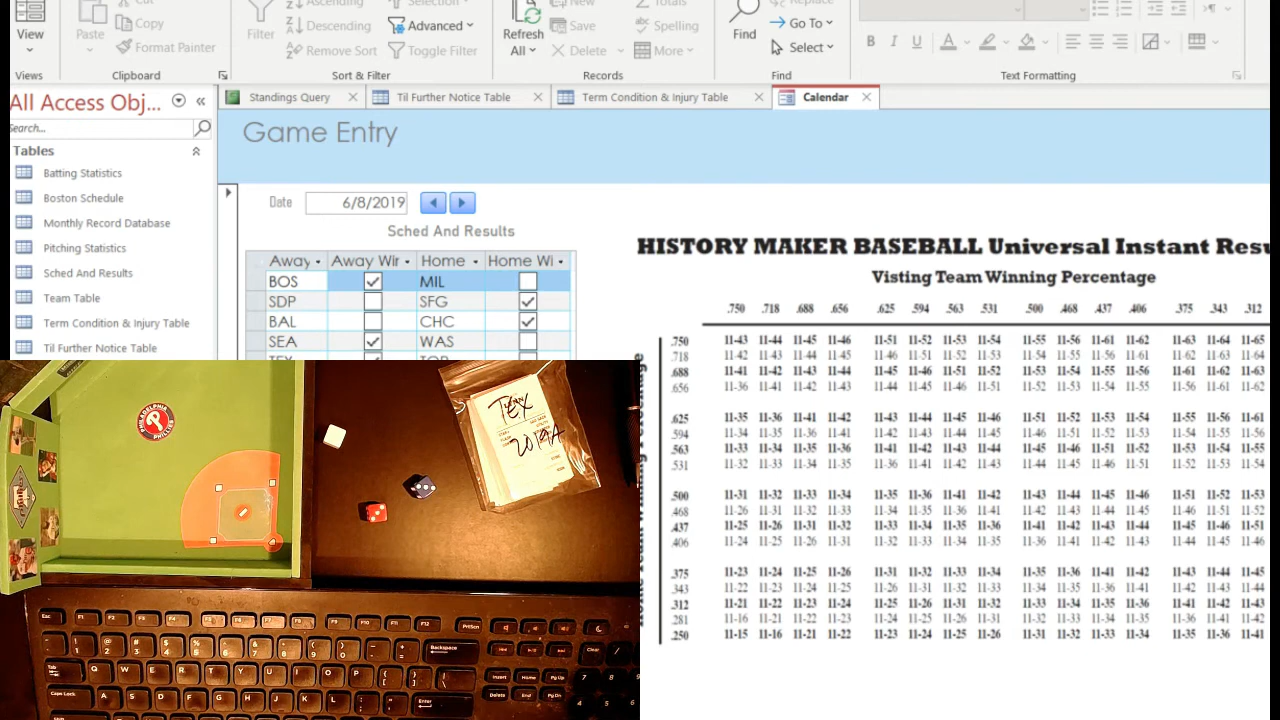 View
Paste
Copy
Format Painter
Filter
Ascending
Descending
Remove Sort
Selection
Advanced
Toggle Filter
Refresh
All
New
Save
Delete
Totals
Spelling
More
Find
Replace
Go To
Select
B I U
Views Clipboard Sort & Filter Records Find Text Formatting
All Access Obj...
Search...
Tables
Batting Statistics
Boston Schedule
Monthly Record Database
Pitching Statistics
Sched And Results
Team Table
Term Condition & Injury Table
Til Further Notice Table
Standings Query Til Further Notice Table Term Condition & Injury Table Calendar
Game Entry
Date 6/8/2019
Sched And Results
Away Away Wir Home Home Wi
BOS MIL
SDP SFG
BAL CHC
SEA WAS
TEX TOR
HISTORY MAKER BASEBALL Universal Instant Resu
Visting Team Winning Percentage
.750 .718 .688 .656 .625 .594 .563 .531 .500 .468 .437 .406 .375 .343 .312
.750 11-43 11-44 11-45 11-46 11-51 11-52 11-53 11-54 11-55 11-56 11-61 11-62 11-63 11-64 11-65
.718 11-42 11-43 11-44 11-45 11-46 11-51 11-52 11-53 11-54 11-55 11-56 11-61 11-62 11-63 11-64
.688 11-41 11-42 11-43 11-44 11-45 11-46 11-51 11-52 11-53 11-54 11-55 11-56 11-61 11-62 11-63
.656 11-36 11-41 11-42 11-43 11-44 11-45 11-46 11-51 11-52 11-53 11-54 11-55 11-56 11-61 11-62
.625 11-35 11-36 11-41 11-42 11-43 11-44 11-45 11-46 11-51 11-52 11-53 11-54 11-55 11-56 11-61
.594 11-34 11-35 11-36 11-41 11-42 11-43 11-44 11-45 11-46 11-51 11-52 11-53 11-54 11-55 11-56
.563 11-33 11-34 11-35 11-36 11-41 11-42 11-43 11-44 11-45 11-46 11-51 11-52 11-53 11-54 11-55
.531 11-32 11-33 11-34 11-35 11-36 11-41 11-42 11-43 11-44 11-45 11-46 11-51 11-52 11-53 11-54
.500 11-31 11-32 11-33 11-34 11-35 11-36 11-41 11-42 11-43 11-44 11-45 11-46 11-51 11-52 11-53
.468 11-26 11-31 11-32 11-33 11-34 11-35 11-36 11-41 11-42 11-43 11-44 11-45 11-46 11-51 11-52
.437 11-25 11-26 11-31 11-32 11-33 11-34 11-35 11-36 11-41 11-42 11-43 11-44 11-45 11-46 11-51
.406 11-24 11-25 11-26 11-31 11-32 11-33 11-34 11-35 11-36 11-41 11-42 11-43 11-44 11-45 11-46
.375 11-23 11-24 11-25 11-26 11-31 11-32 11-33 11-34 11-35 11-36 11-41 11-42 11-43 11-44 11-45
.343 11-22 11-23 11-24 11-25 11-26 11-31 11-32 11-33 11-34 11-35 11-36 11-41 11-42 11-43 11-44
.312 11-21 11-22 11-23 11-24 11-25 11-26 11-31 11-32 11-33 11-34 11-35 11-36 11-41 11-42 11-43
.281 11-16 11-21 11-22 11-23 11-24 11-25 11-26 11-31 11-32 11-33 11-34 11-35 11-36 11-41 11-42
.250 11-15 11-16 11-21 11-22 11-23 11-24 11-25 11-26 11-31 11-32 11-33 11-34 11-35 11-36 11-41
PHILADELPHIA
PHILLIES
TEX
2019A
Esc F1 F2 F3 F4 F5 F6 F7 F8 F9 F10 F11 F12 PrtScn
Backspace
Tab Q W E R T Y U I O P
Insert Home Pg Up
Caps Lock A S D F G H J K L Enter
Delete End Pg Dn